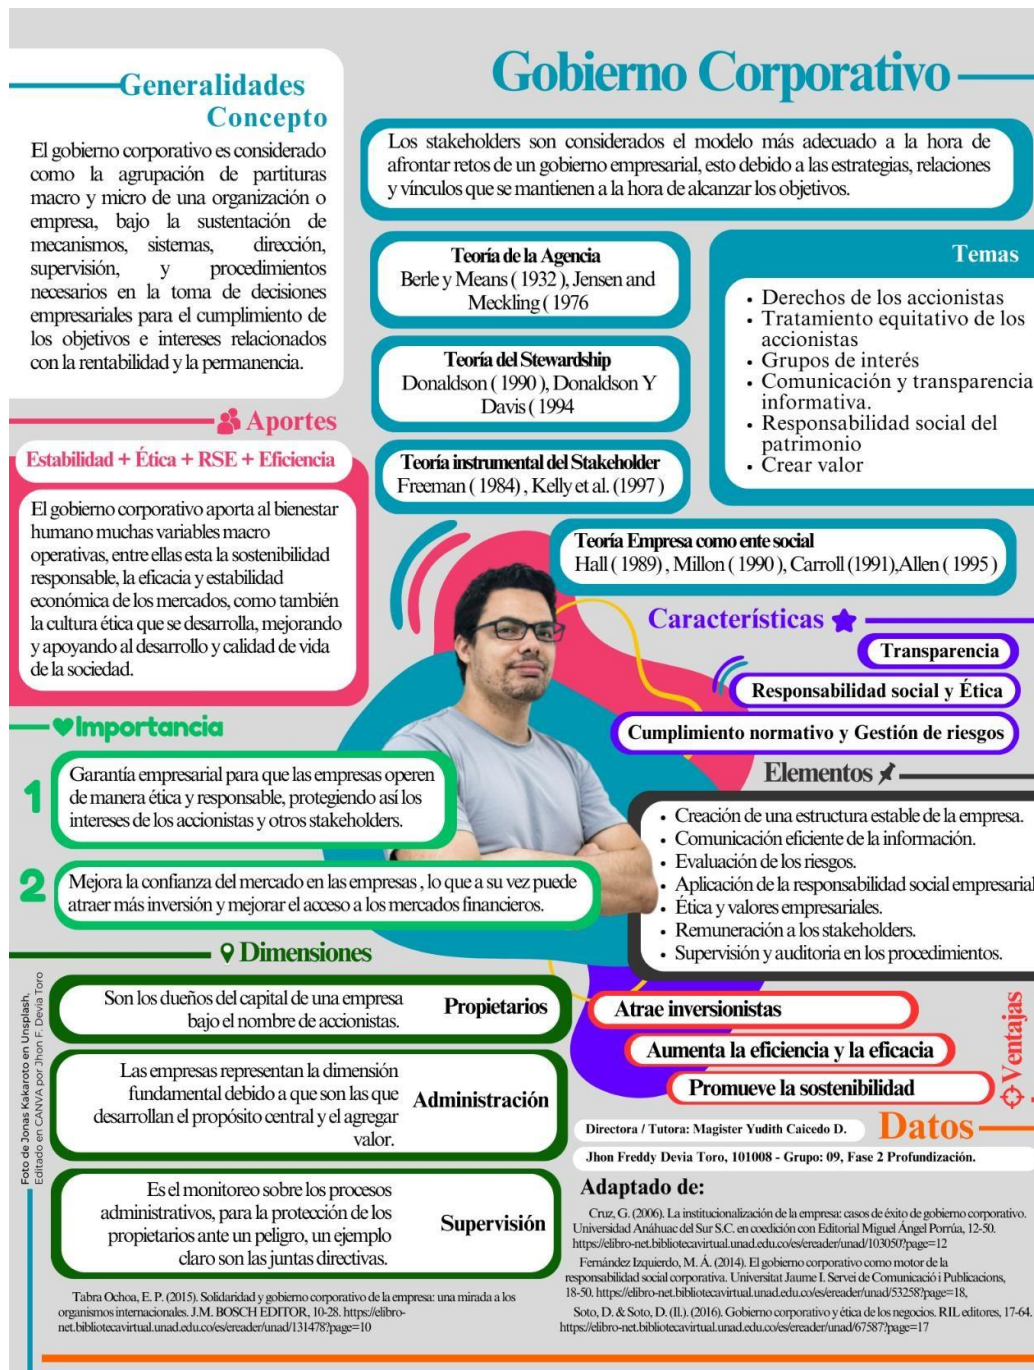 Gobierno Corporativo
Generalidades
Concepto
El gobierno corporativo es considerado
como la agrupación de partituras
macro y micro de una organización o
empresa, bajo la sustentación de
mecanismos, sistemas, dirección,
supervisión, y procedimientos
necesarios en la toma de decisiones
empresariales para el cumplimiento de
los objetivos e intereses relacionados
con la rentabilidad y la permanencia.
Los stakeholders son considerados el modelo más adecuado a la hora de
afrontar retos de un gobierno empresarial, esto debido a las estrategias, relaciones
y vínculos que se mantienen a la hora de alcanzar los objetivos.
Teoría de la Agencia
Berle y Means ( 1932 ), Jensen and
Meckling ( 1976
Teoría del Stewardship
Donaldson ( 1990 ), Donaldson Y
Davis ( 1994
Teoría instrumental del Stakeholder
Freeman ( 1984) , Kelly et al. (1997 )
Teoría Empresa como ente social
Hall ( 1989) , Millon ( 1990 ), Carroll (1991),Allen ( 1995 )
Temas
• Derechos de los accionistas
• Tratamiento equitativo de los
accionistas
• Grupos de interés
• Comunicación y transparencia
informativa.
• Responsabilidad social del
patrimonio
• Crear valor
Aportes
Estabilidad + Ética + RSE + Eficiencia
El gobierno corporativo aporta al bienestar
humano muchas variables macro
operativas, entre ellas esta la sostenibilidad
responsable, la eficacia y estabilidad
económica de los mercados, como también
la cultura ética que se desarrolla, mejorando
y apoyando al desarrollo y calidad de vida
de la sociedad.
Características
Transparencia
Responsabilidad social y Ética
Cumplimiento normativo y Gestión de riesgos
Importancia
1
Garantía empresarial para que las empresas operen
de manera ética y responsable, protegiendo así los
intereses de los accionistas y otros stakeholders.
2
Mejora la confianza del mercado en las empresas , lo que a su vez puede
atraer más inversión y mejorar el acceso a los mercados financieros.
Elementos
• Creación de una estructura estable de la empresa.
• Comunicación eficiente de la información.
• Evaluación de los riesgos.
• Aplicación de la responsabilidad social empresarial
• Ética y valores empresariales.
• Remuneración a los stakeholders.
• Supervisión y auditoria en los procedimientos.
Dimensiones
Son los dueños del capital de una empresa
bajo el nombre de accionistas.
Propietarios
Las empresas representan la dimensión
fundamental debido a que son las que
desarrollan el propósito central y el agregar
valor.
Administración
Es el monitoreo sobre los procesos
administrativos, para la protección de los
propietarios ante un peligro, un ejemplo
claro son las juntas directivas.
Supervisión
Ventajas
Atrae inversionistas
Aumenta la eficiencia y la eficacia
Promueve la sostenibilidad
Datos
Directora / Tutora: Magister Yudith Caicedo D.
Jhon Freddy Devia Toro, 101008 - Grupo: 09, Fase 2 Profundización.
Adaptado de:
Cruz, G. (2006). La institucionalización de la empresa: casos de éxito de gobierno corporativo.
Universidad Anáhuac del Sur S.C. en coedición con Editorial Miguel Ángel Porrúa, 12-50.
https://elibro-net.bibliotecavirtual.unad.edu.co/es/ereader/unad/103050?page=12
Fernández Izquierdo, M. Á. (2014). El gobierno corporativo como motor de la
responsabilidad social corporativa. Universitat Jaume I. Servei de Comunicació i Publicacions,
18-50. https://elibro-net.bibliotecavirtual.unad.edu.co/es/ereader/unad/53258?page=18,
Soto, D. & Soto, D. (Il.). (2016). Gobierno corporativo y ética de los negocios. RIL editores, 17-64.
https://elibro-net.bibliotecavirtual.unad.edu.co/es/ereader/unad/67587?page=17
Tabra Ochoa, E. P. (2015). Solidaridad y gobierno corporativo de la empresa: una mirada a los
organismos internacionales. J.M. BOSCH EDITOR, 10-28. https://elibro-
net.bibliotecavirtual.unad.edu.co/es/ereader/unad/131478?page=10
Foto de Jonas Kakaroto en Unsplash,
Editado en CANVA por Jhon F. Devia Toro